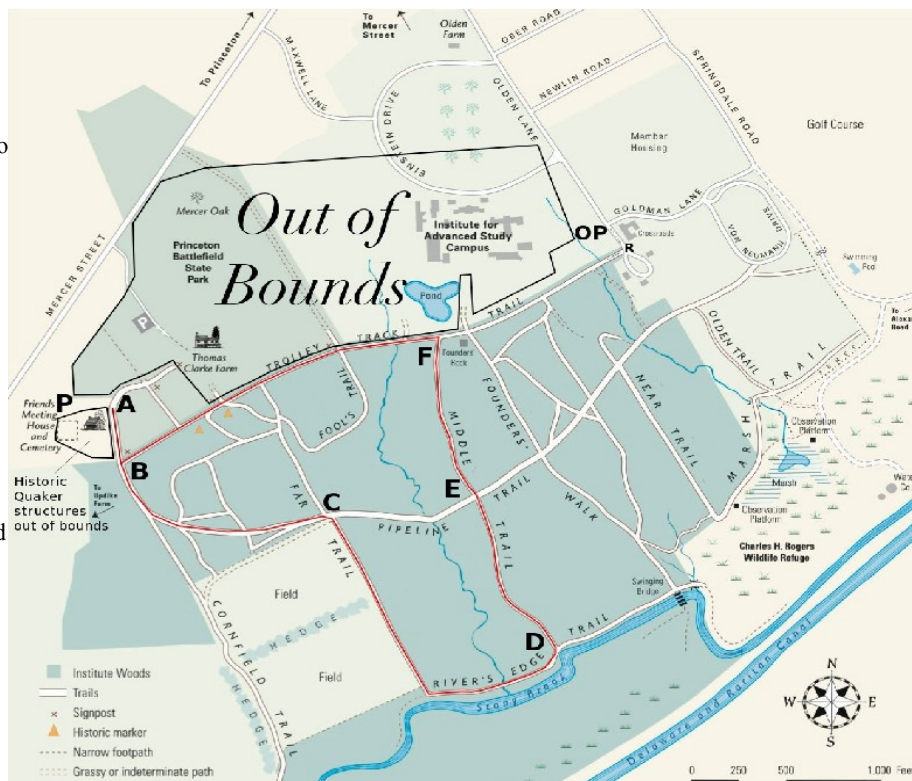 To
Mercer
Street
Olden
Farm
OBER ROAD
To Princeton
MAXWELL LANE
NEWLIN ROAD
SPRINGDALE ROAD
OLDEN LANE
EINSTEIN DRIVE
Golf Course
Member
Housing
MERCER STREET
Mercer Oak
Out of
Bounds
Institute for
Advanced Study
Campus
Princeton
Battlefield
State
Park
OP
R
GOLDMAN LANE
Crossroads
VON NEUMANN
DRIVE
Swimming
Pool
Pond
P
Thomas
Clarke Farm
TROLLEY TRACK TRAIL
To
Road
P
A
Friends
Meeting
House
and
Cemetery
F
Founders'
Rock
FOOL'S TRAIL
OLDEN TRAIL
MARSH TRAIL
B
Historic
Quaker
structures
out of bounds
To
Updike
Farm
MIDDLE TRAIL
FOUNDERS' WALK
NEAR TRAIL
Observation
Platform
Marsh
FAR TRAIL
C
E
PIPELINE TRAIL
Observation
Platform
Charles H. Rogers
Wildlife Refuge
Swinging
Bridge
Field
HEDGE
Field
CORNFIELD TRAIL
HEDGE
D
RIVER'S EDGE TRAIL
Stony Brook
Delaware and Raritan Canal
Institute Woods
Trails
Signpost
Historic marker
Narrow footpath
Grassy or indeterminate path
N
W E
S
0 250 500 1,000 Fee